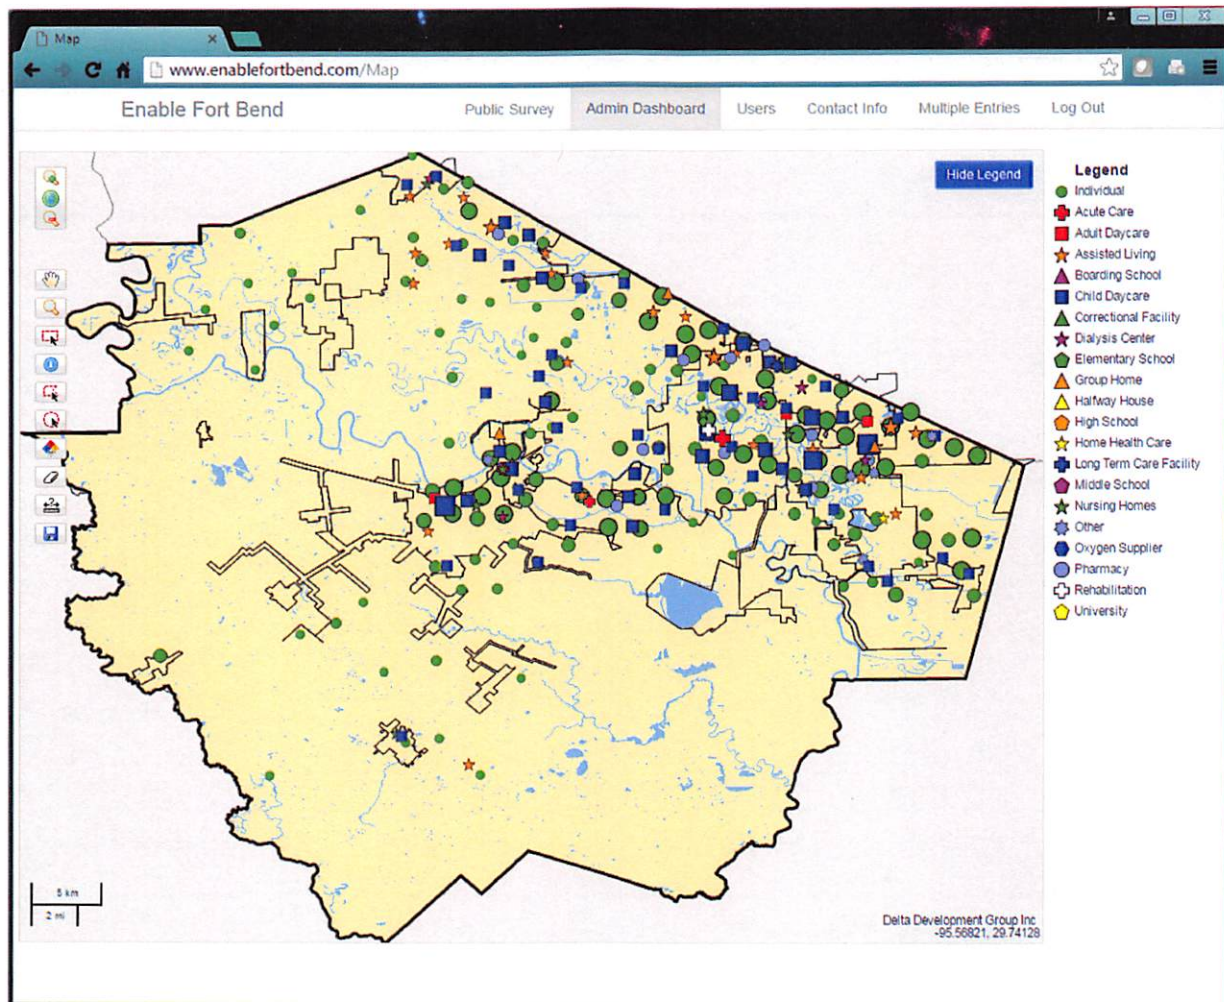 Map
www.enablefortbend.com/Map
Enable Fort Bend
Public Survey
Admin Dashboard
Users
Contact Info
Multiple Entries
Log Out
Hide Legend
Legend
Individual
Acute Care
Adult Daycare
Assisted Living
Boarding School
Child Daycare
Correctional Facility
Dialysis Center
Elementary School
Group Home
Halfway House
High School
Home Health Care
Long Term Care Facility
Middle School
Nursing Homes
Other
Oxygen Supplier
Pharmacy
Rehabilitation
University
5 km
2 mi
Delta Development Group Inc
-95.56821, 29.74128